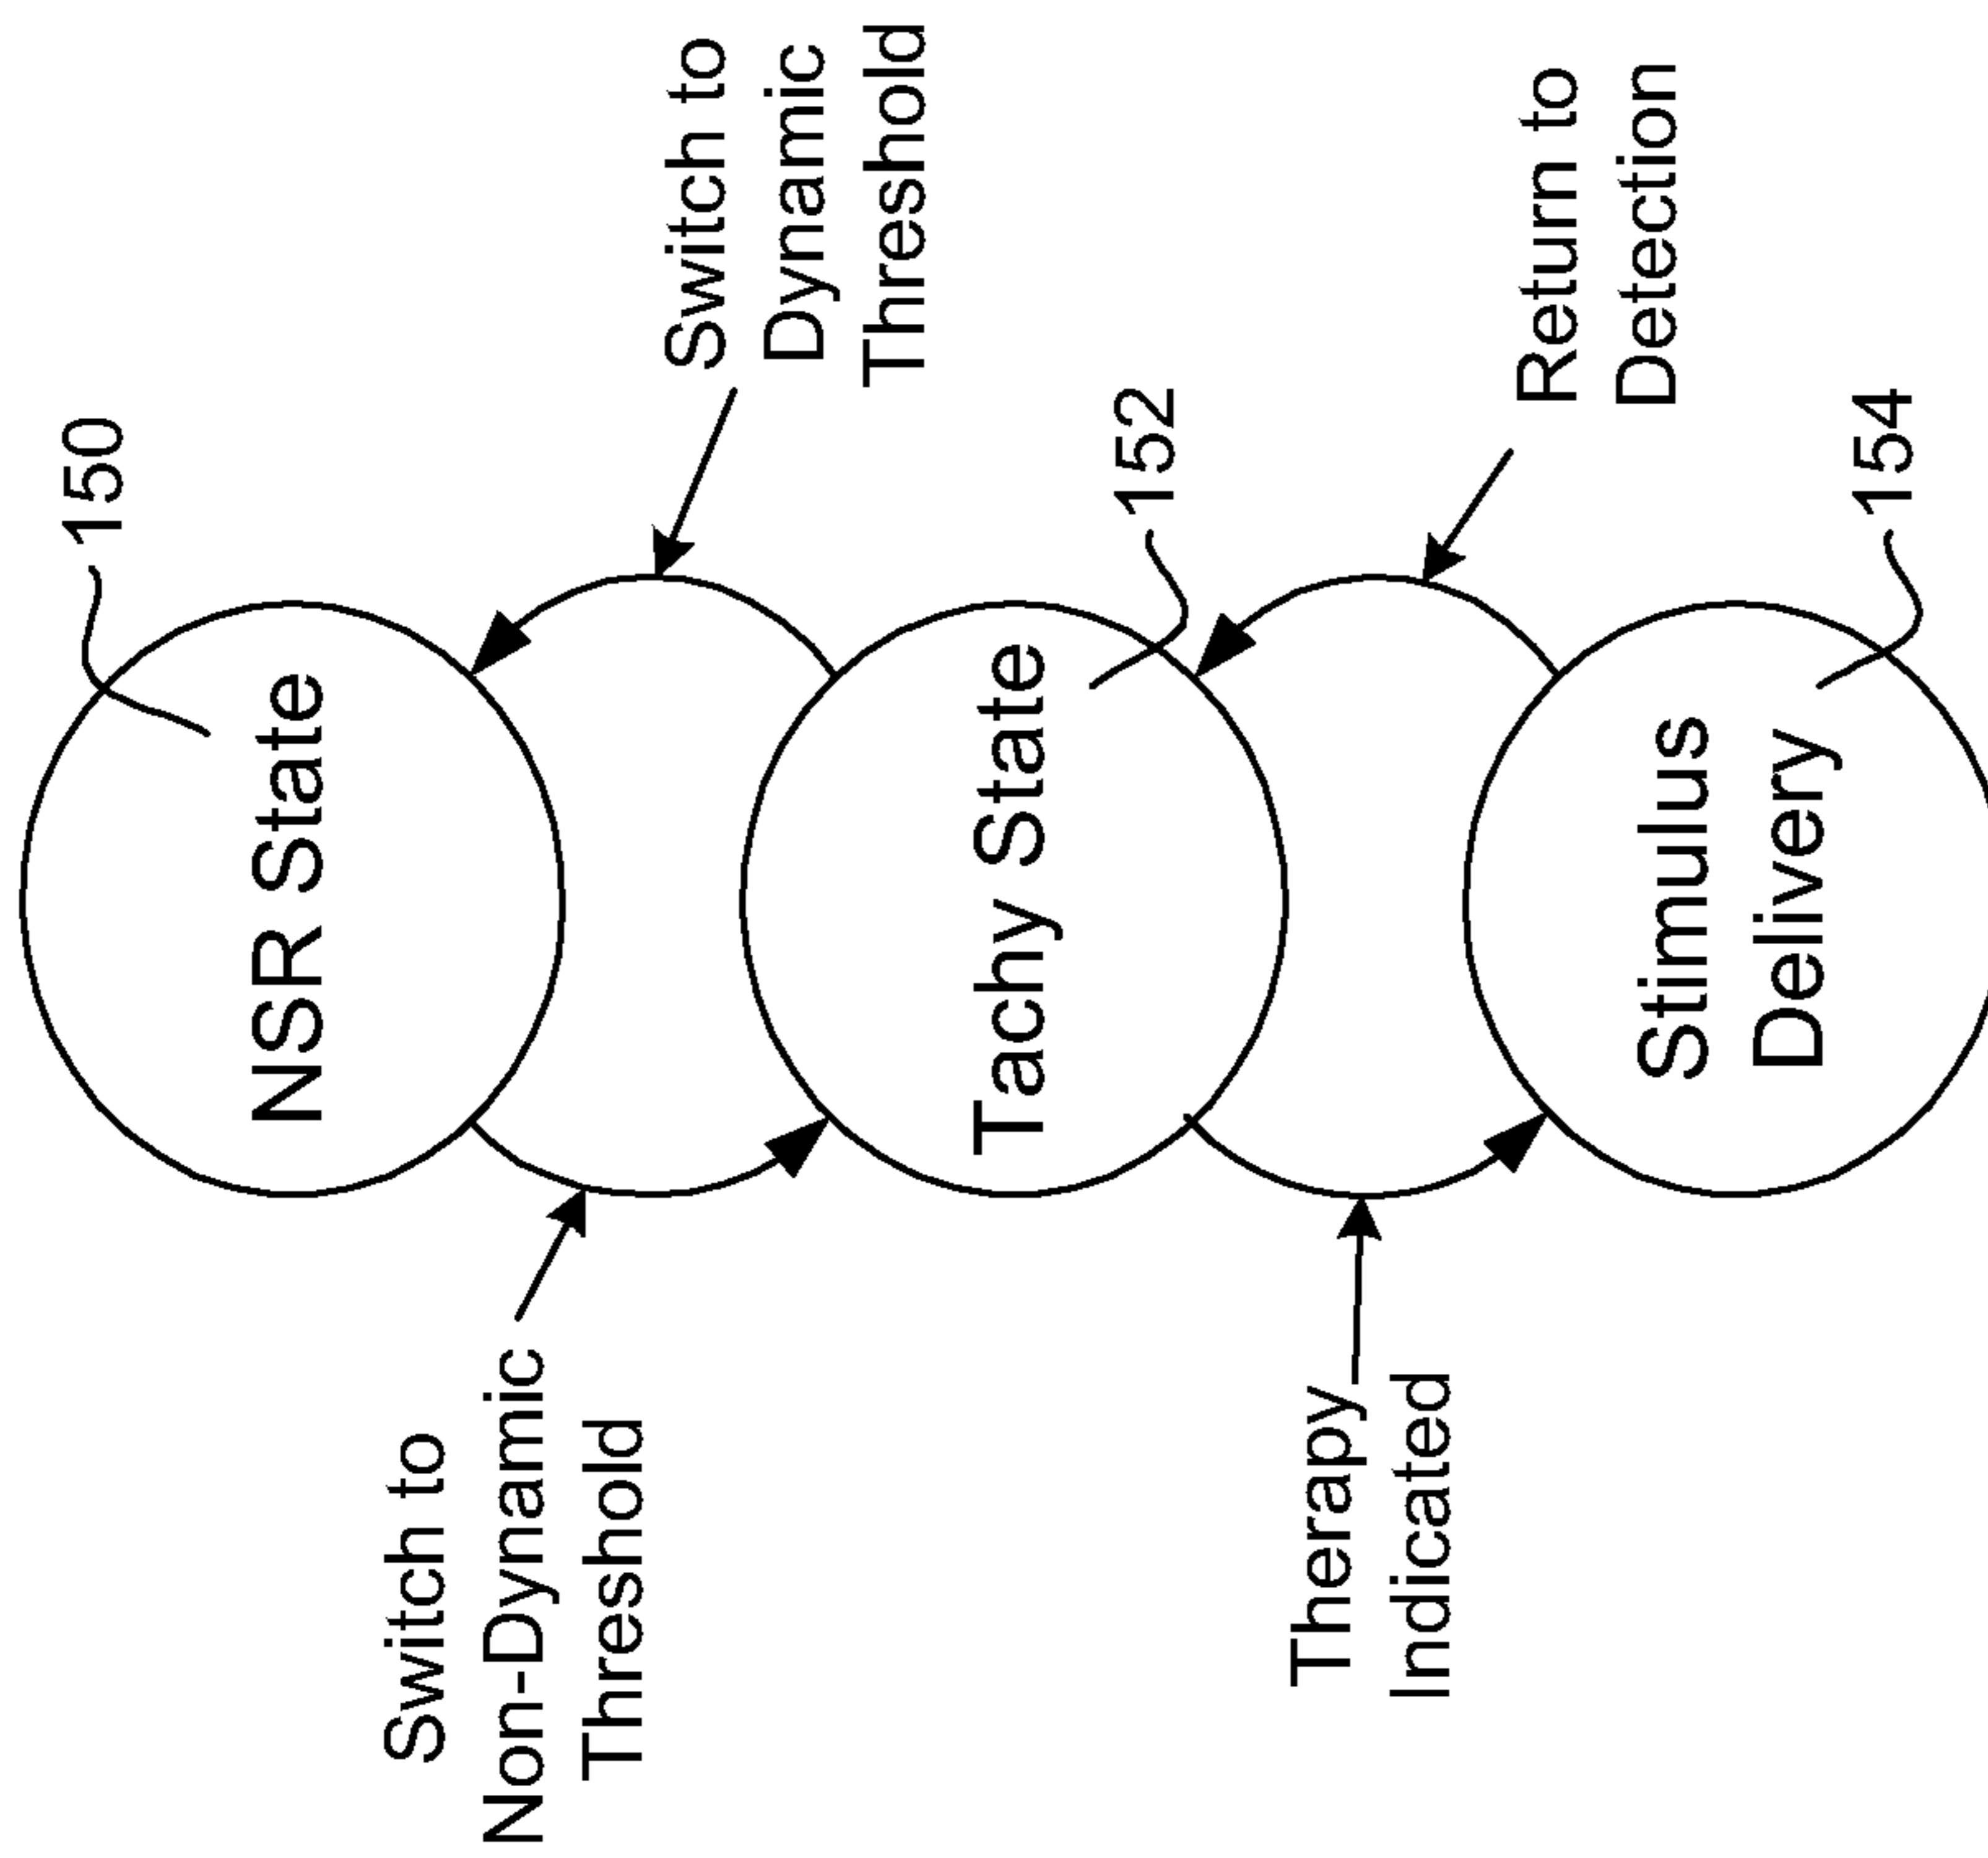 150
NSR State
Switch to
Non-Dynamic
Threshold
Switch to
Dynamic
Threshold
152
Tachy State
Therapy
Indicated
Return to
Detection
154
Stimulus
Delivery